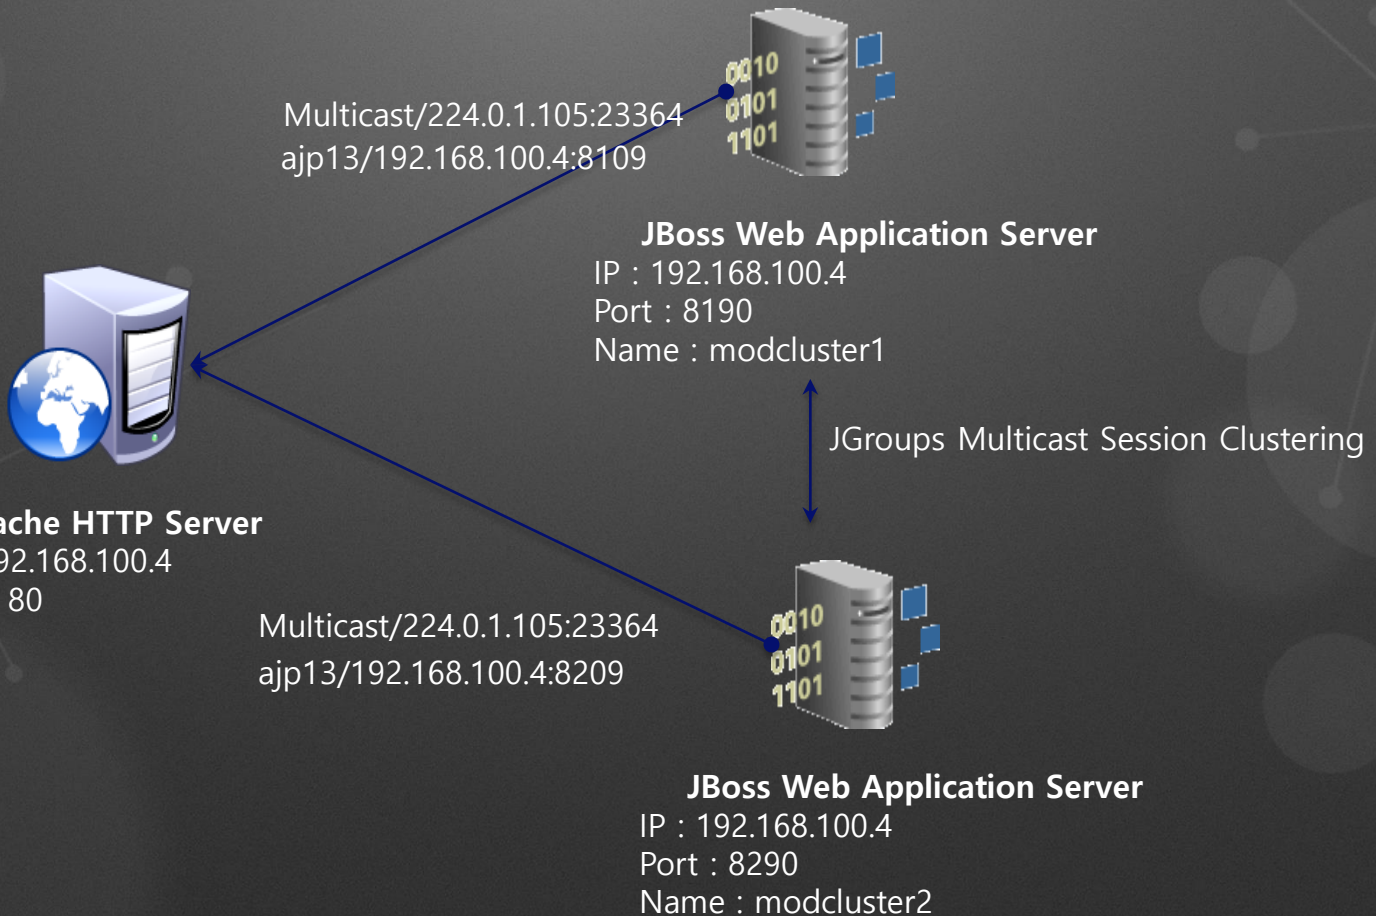 0010
0101
1101
Multicast/224.0.1.105:23364
ajp13/192.168.100.4:8109
JBoss Web Application Server
IP : 192.168.100.4
Port : 8190
Name : modcluster1
JGroups Multicast Session Clustering
ache HTTP Server
92.168.100.4
80
Multicast/224.0.1.105:23364
ajp13/192.168.100.4:8209
0010
0101
1101
JBoss Web Application Server
IP : 192.168.100.4
Port : 8290
Name : modcluster2